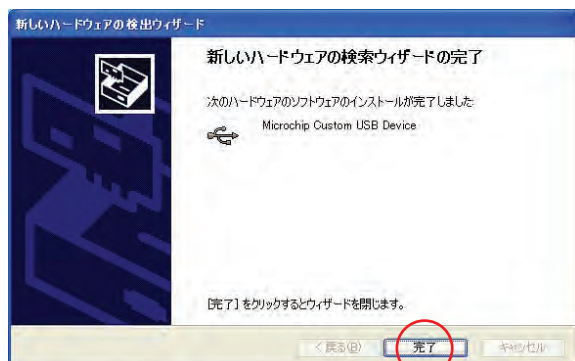 新しいハードウェアの検出ウィザード
新しいハードウェアの検索ウィザードの完了
次のハードウェアのソフトウェアのインストールが完了しました
Microchip Custom USB Device
[完了] をクリックするとウィザードを閉じます。
< 戻る(B)
完了
キャンセル